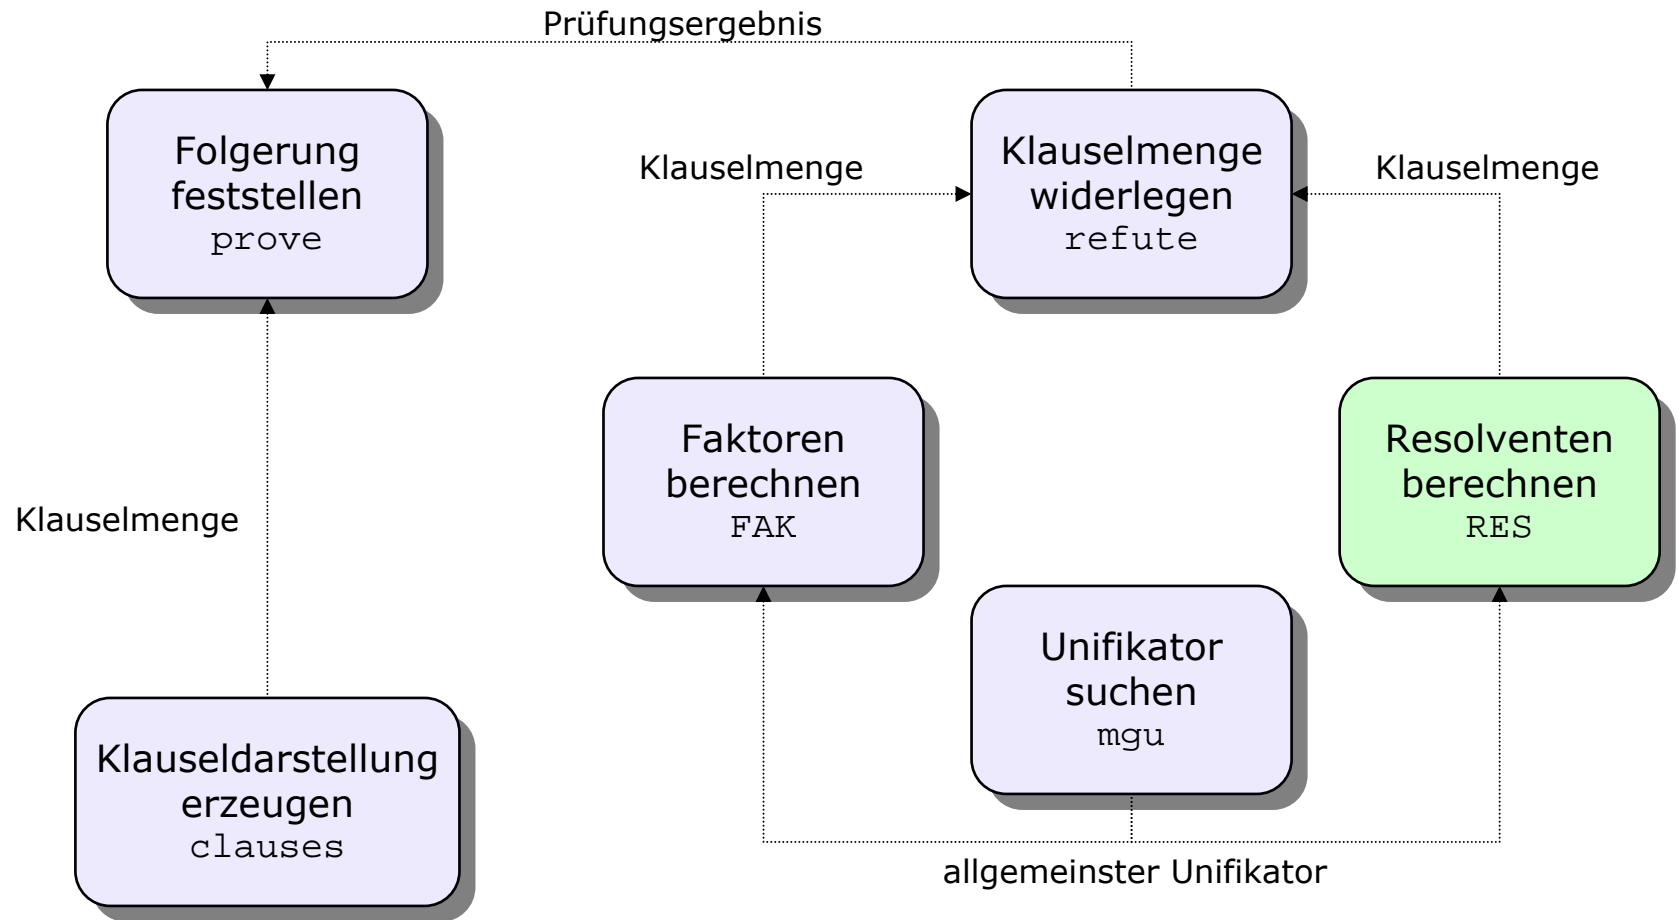 Prüfungsergebnis
Folgerung
feststellen
prove
Klauselmenge
Klauselmenge
widerlegen
refute
Klauselmenge
Faktoren
berechnen
FAK
Resolventen
berechnen
RES
Klauselmenge
Unifikator
suchen
mgu
Klauseldarstellung
erzeugen
clauses
allgemeinster Unifikator